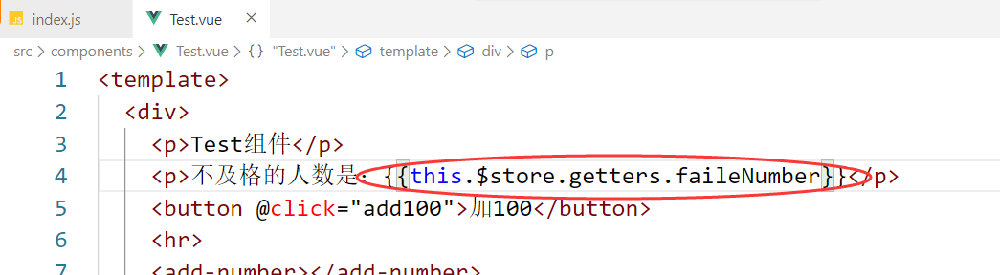 JS index.js Test.vue ×
src > components > Test.vue > {} "Test.vue" > template > div > p
1 <template>
2 <div>
3 <p>Test组件</p>
4 <p>不及格的人数是: {{this.$store.getters.faileNumber}}</p>
5 <button @click="add100">加100</button>
6 <hr>
7 <add-number></add-number>